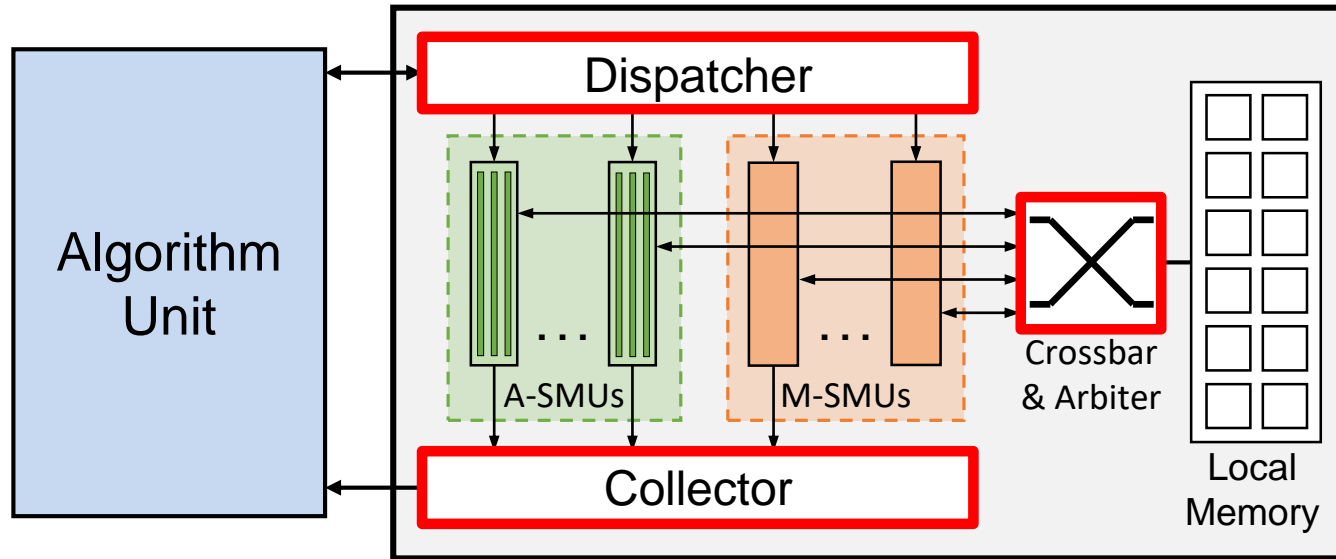 Dispatcher
Algorithm
Unit
. . .
. . .
A-SMUs
M-SMUs
Crossbar
& Arbiter
Collector
Local
Memory